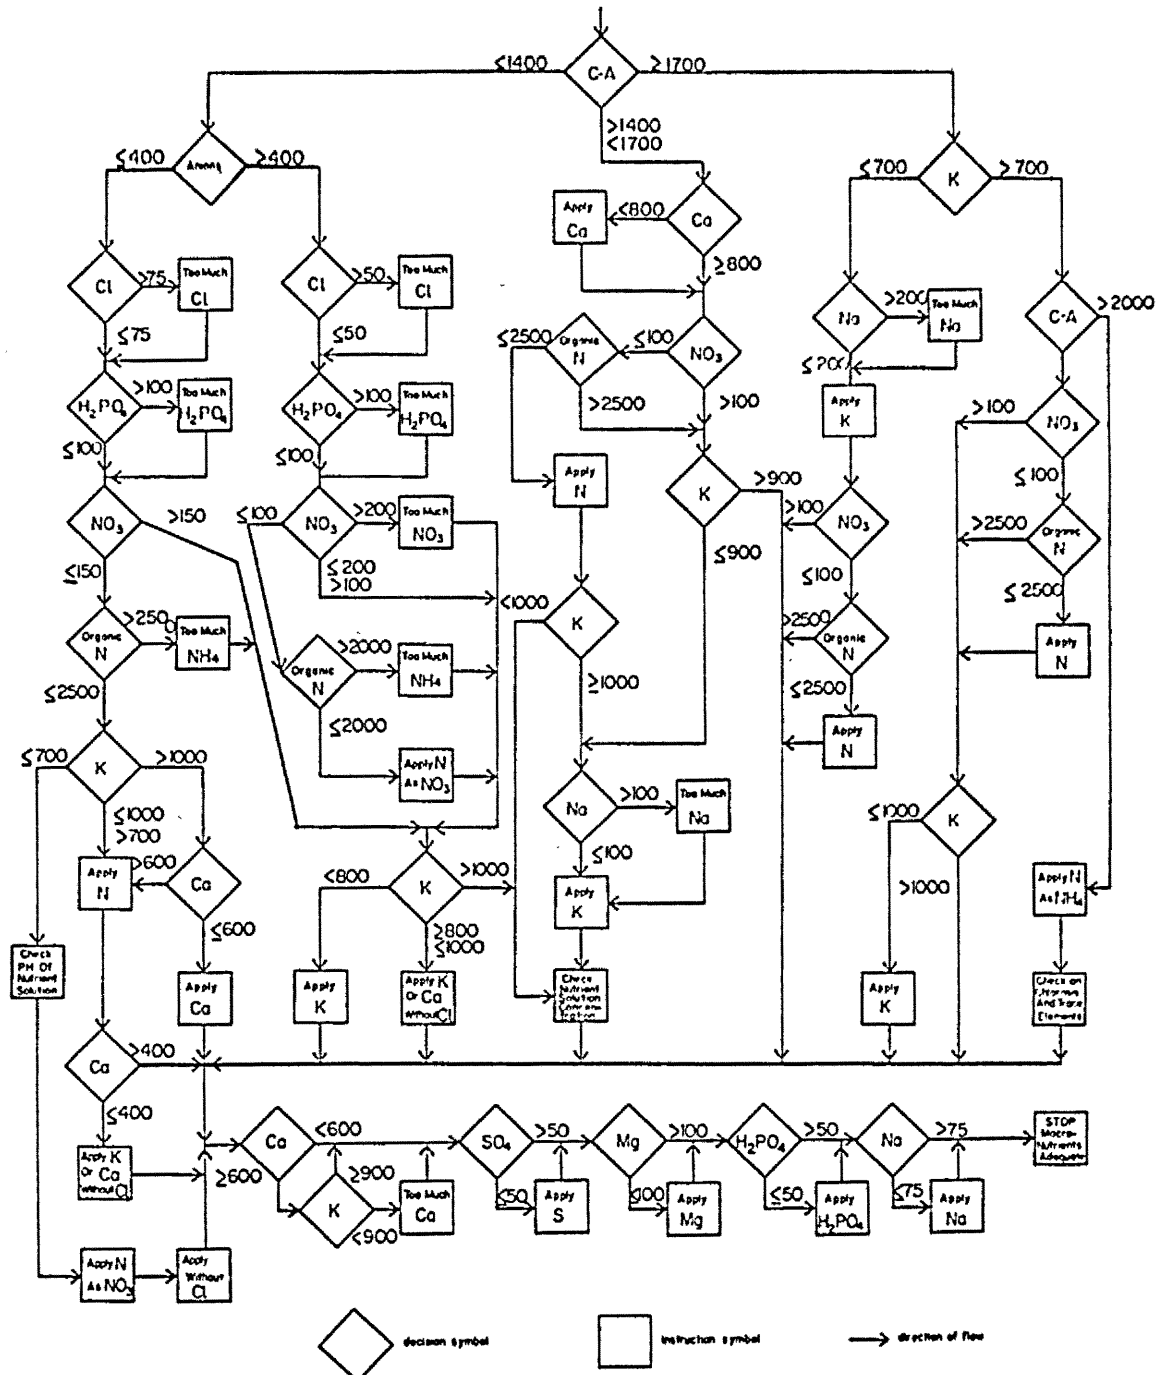 ≤1400
C-A
≥1700
>1400
<1700
≤400
>400
≤700
K
>700
Apply
Ca
<800
Ca
≥800
Cl
>75
Too Much
Cl
≤75
Cl
>50
Too Much
Cl
≤50
Na
>200
Too Much
Na
≤200
C-A
>2000
≤2500
Organic
N
≤100
NO3
>2500
>100
H2PO4
>100
Too Much
H2PO4
≤100
H2PO4
>100
Too Much
H2PO4
≤100
Apply
K
>100
NO3
≤100
Apply
N
K
>900
≤900
NO3
>150
≤150
≤100
NO3
>200
Too Much
NO3
≤200
>100
>100
NO3
≤100
>2500
Organic
N
≤2500
<1000
K
≥1000
Organic
N
>2500
Too Much
NH4
≤2500
Organic
N
>2000
Too Much
NH4
≤2000
>2500
Organic
N
≤2500
Apply
N
Apply
N
≤700
K
>1000
≤1000
>700
Apply N
As NO3
Na
>100
Too Much
Na
≤100
≤1000
K
>1000
Apply
N
>600
Ca
≤600
<800
K
>1000
≥800
≤1000
Apply
K
Apply N
As NH4
Check
PH Of
Nutrient
Solution
Apply
Ca
Apply
K
Apply K
Or Ca
Without Cl
Check
Nutrient
Solution
Concen-
tration
Apply
K
Check on
And Trace
Elements
Ca
>400
≤400
Apply K
Or Ca
Without Cl
≥600
Ca
<600
K
≥900
<900
Too Much
Ca
SO4
>50
≤50
Apply
S
Mg
>100
≤100
Apply
Mg
H2PO4
>50
≤50
Apply
H2PO4
Na
>75
≤75
Apply
Na
STOP
Macro-
Nutrients
Adequate
Apply N
As NO3
Apply
Without
Cl
decision symbol
instruction symbol
direction of flow